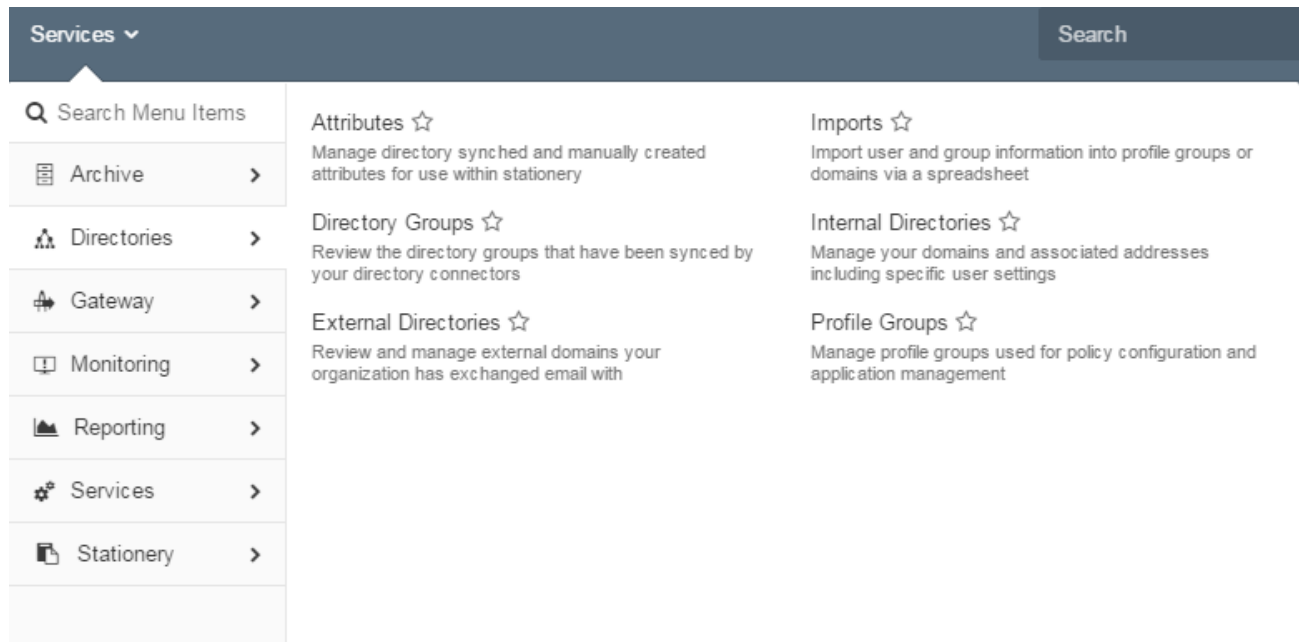 Services
Search
Search Menu Items
Archive
Directories
Gateway
Monitoring
Reporting
Services
Stationery
Attributes
Manage directory synched and manually created
attributes for use within stationery
Directory Groups
Review the directory groups that have been synced by
your directory connectors
External Directories
Review and manage external domains your
organization has exchanged email with
Imports
Import user and group information into profile groups or
domains via a spreadsheet
Internal Directories
Manage your domains and associated addresses
including specific user settings
Profile Groups
Manage profile groups used for policy configuration and
application management